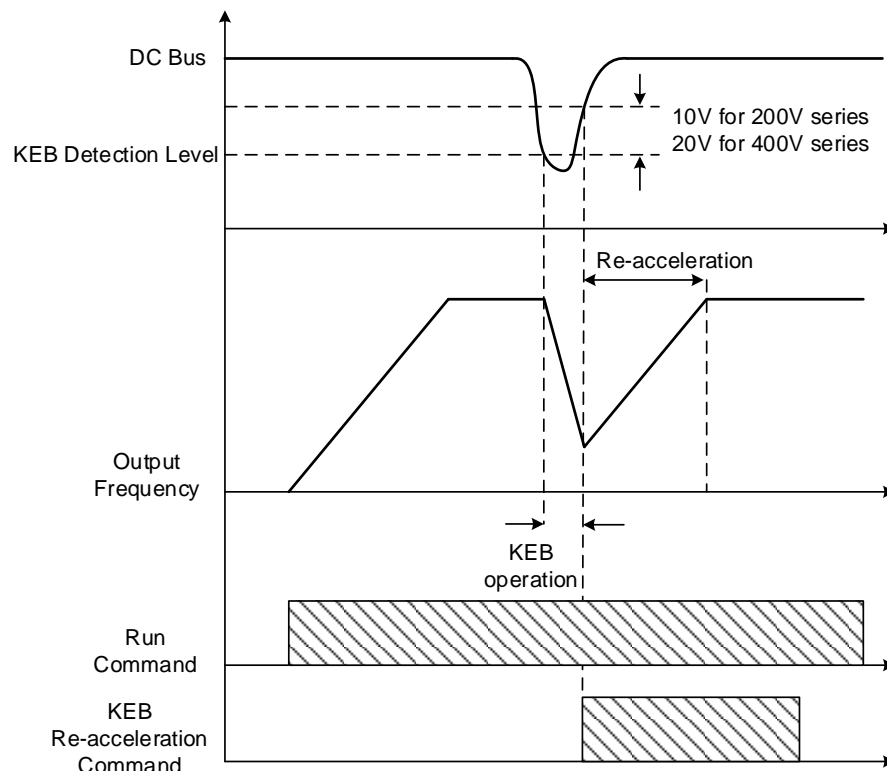 DC Bus
10V for 200V series
20V for 400V series
KEB Detection Level
Re-acceleration
Output
Frequency
KEB
operation
Run
Command
KEB
Re-acceleration
Command